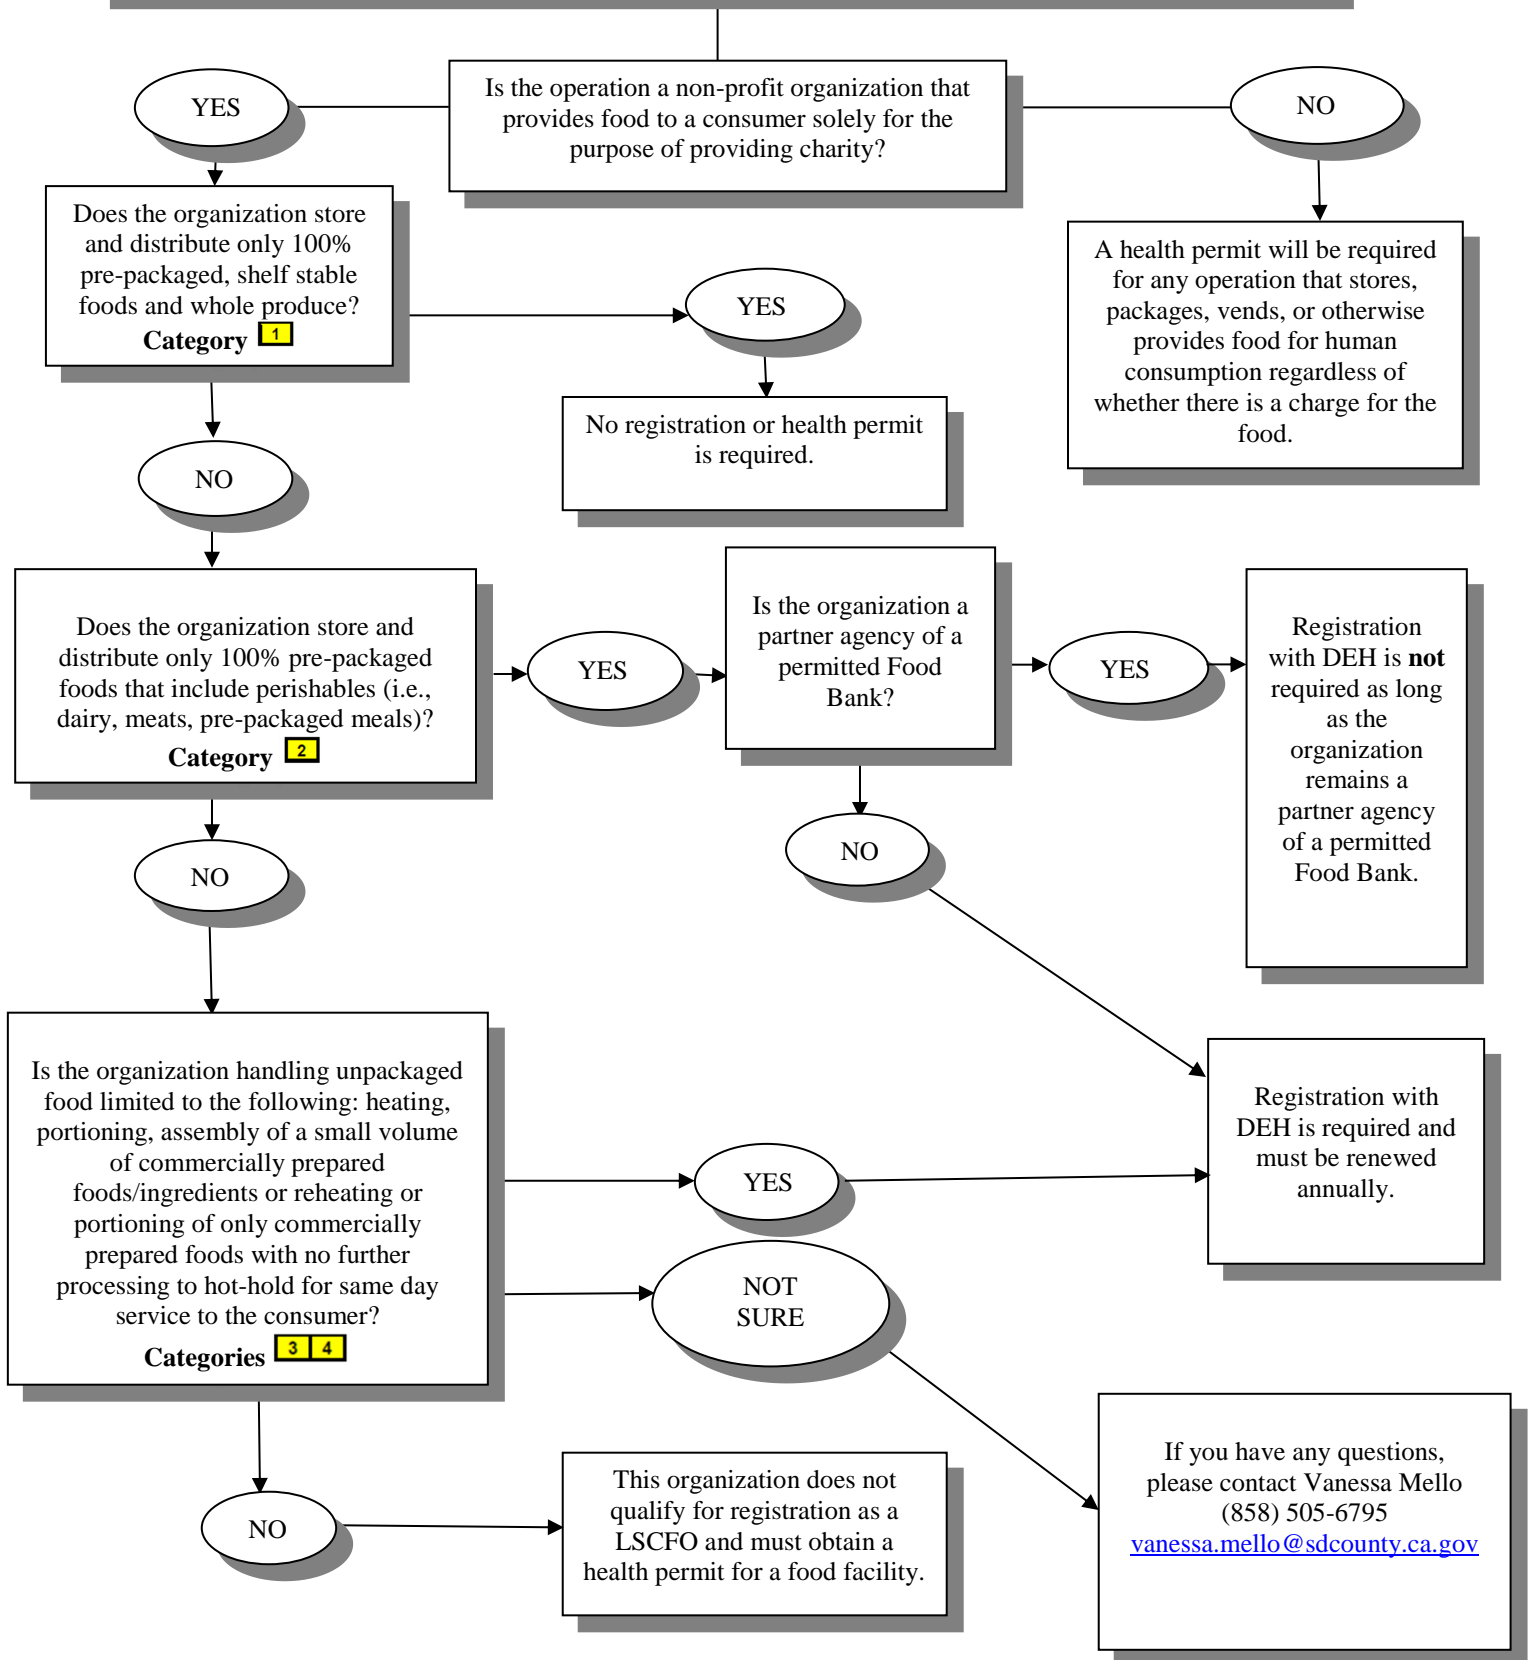 Is the operation a non-profit organization that
provides food to a consumer solely for the
purpose of providing charity?
YES
NO
Does the organization store
and distribute only 100%
pre-packaged, shelf stable
foods and whole produce?
Category 1
YES
No registration or health permit
is required.
A health permit will be required
for any operation that stores,
packages, vends, or otherwise
provides food for human
consumption regardless of
whether there is a charge for the
food.
NO
Does the organization store and
distribute only 100% pre-packaged
foods that include perishables (i.e.,
dairy, meats, pre-packaged meals)?
Category 2
YES
Is the organization a
partner agency of a
permitted Food
Bank?
YES
Registration
with DEH is not
required as long
as the
organization
remains a
partner agency
of a permitted
Food Bank.
NO
NO
Is the organization handling unpackaged
food limited to the following: heating,
portioning, assembly of a small volume
of commercially prepared
foods/ingredients or reheating or
portioning of only commercially
prepared foods with no further
processing to hot-hold for same day
service to the consumer?
Categories 3 4
YES
Registration with
DEH is required and
must be renewed
annually.
NOT
SURE
If you have any questions,
please contact Vanessa Mello
(858) 505-6795
vanessa.mello@sdcounty.ca.gov
NO
This organization does not
qualify for registration as a
LSCFO and must obtain a
health permit for a food facility.